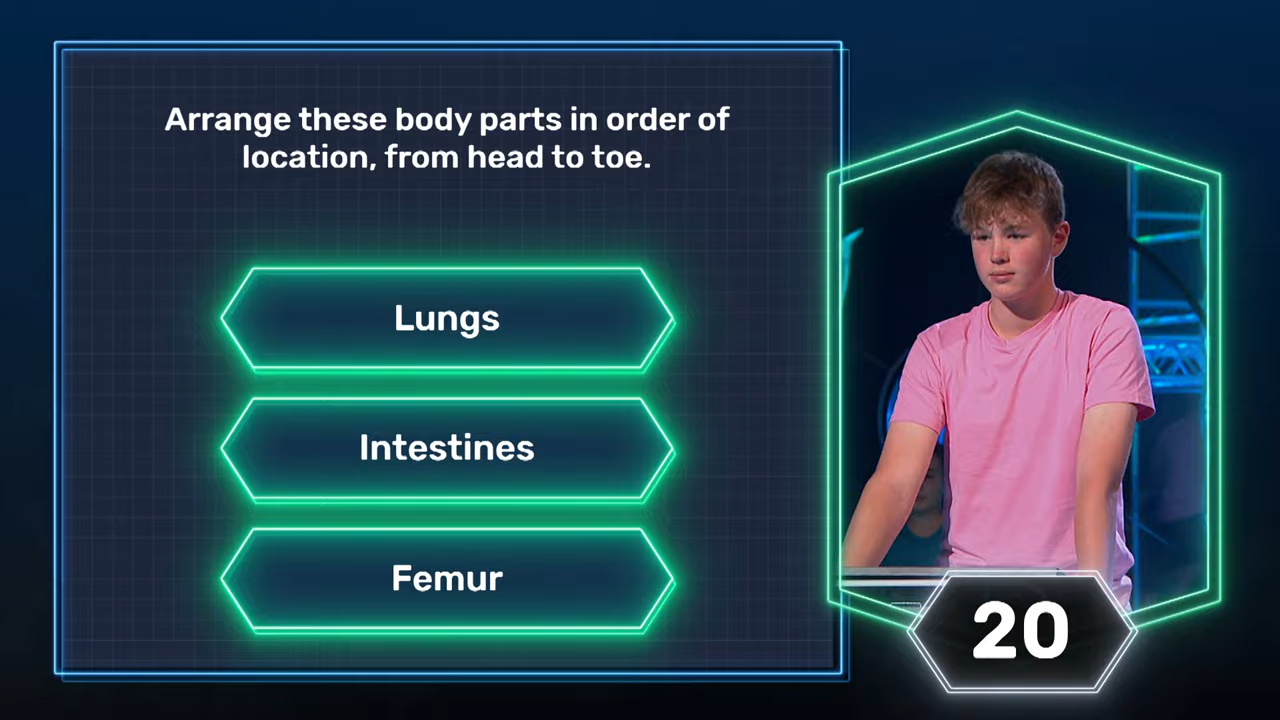 Arrange these body parts in order of
location, from head to toe.
Lungs
Intestines
Femur
20